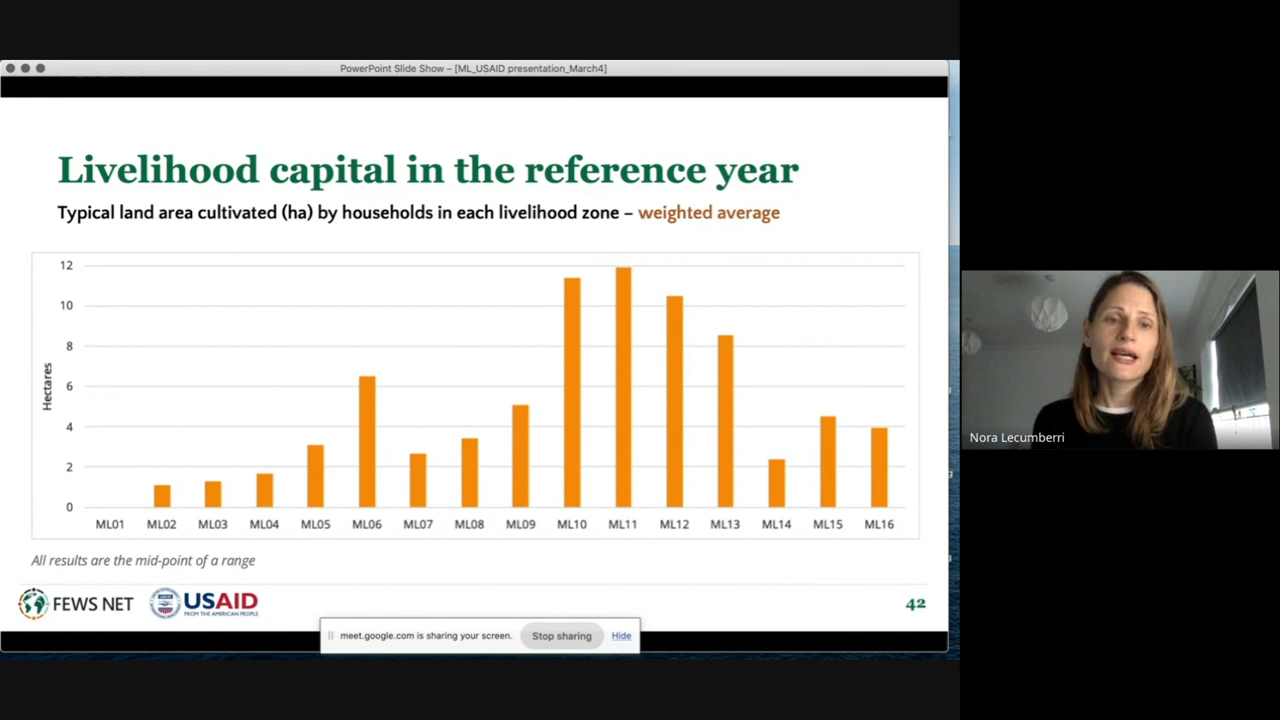 PowerPoint Slide Show – [ML_USAID presentation_March4]
Livelihood capital in the reference year
Typical land area cultivated (ha) by households in each livelihood zone – weighted average
12
10
8
6
4
2
0
Hectares
ML01 ML02 ML03 ML04 ML05 ML06 ML07 ML08 ML09 ML10 ML11 ML12 ML13 ML14 ML15 ML16
All results are the mid-point of a range
FEWS NET
USAID
FROM THE AMERICAN PEOPLE
42
meet.google.com is sharing your screen. Stop sharing Hide
Nora Lecumberri